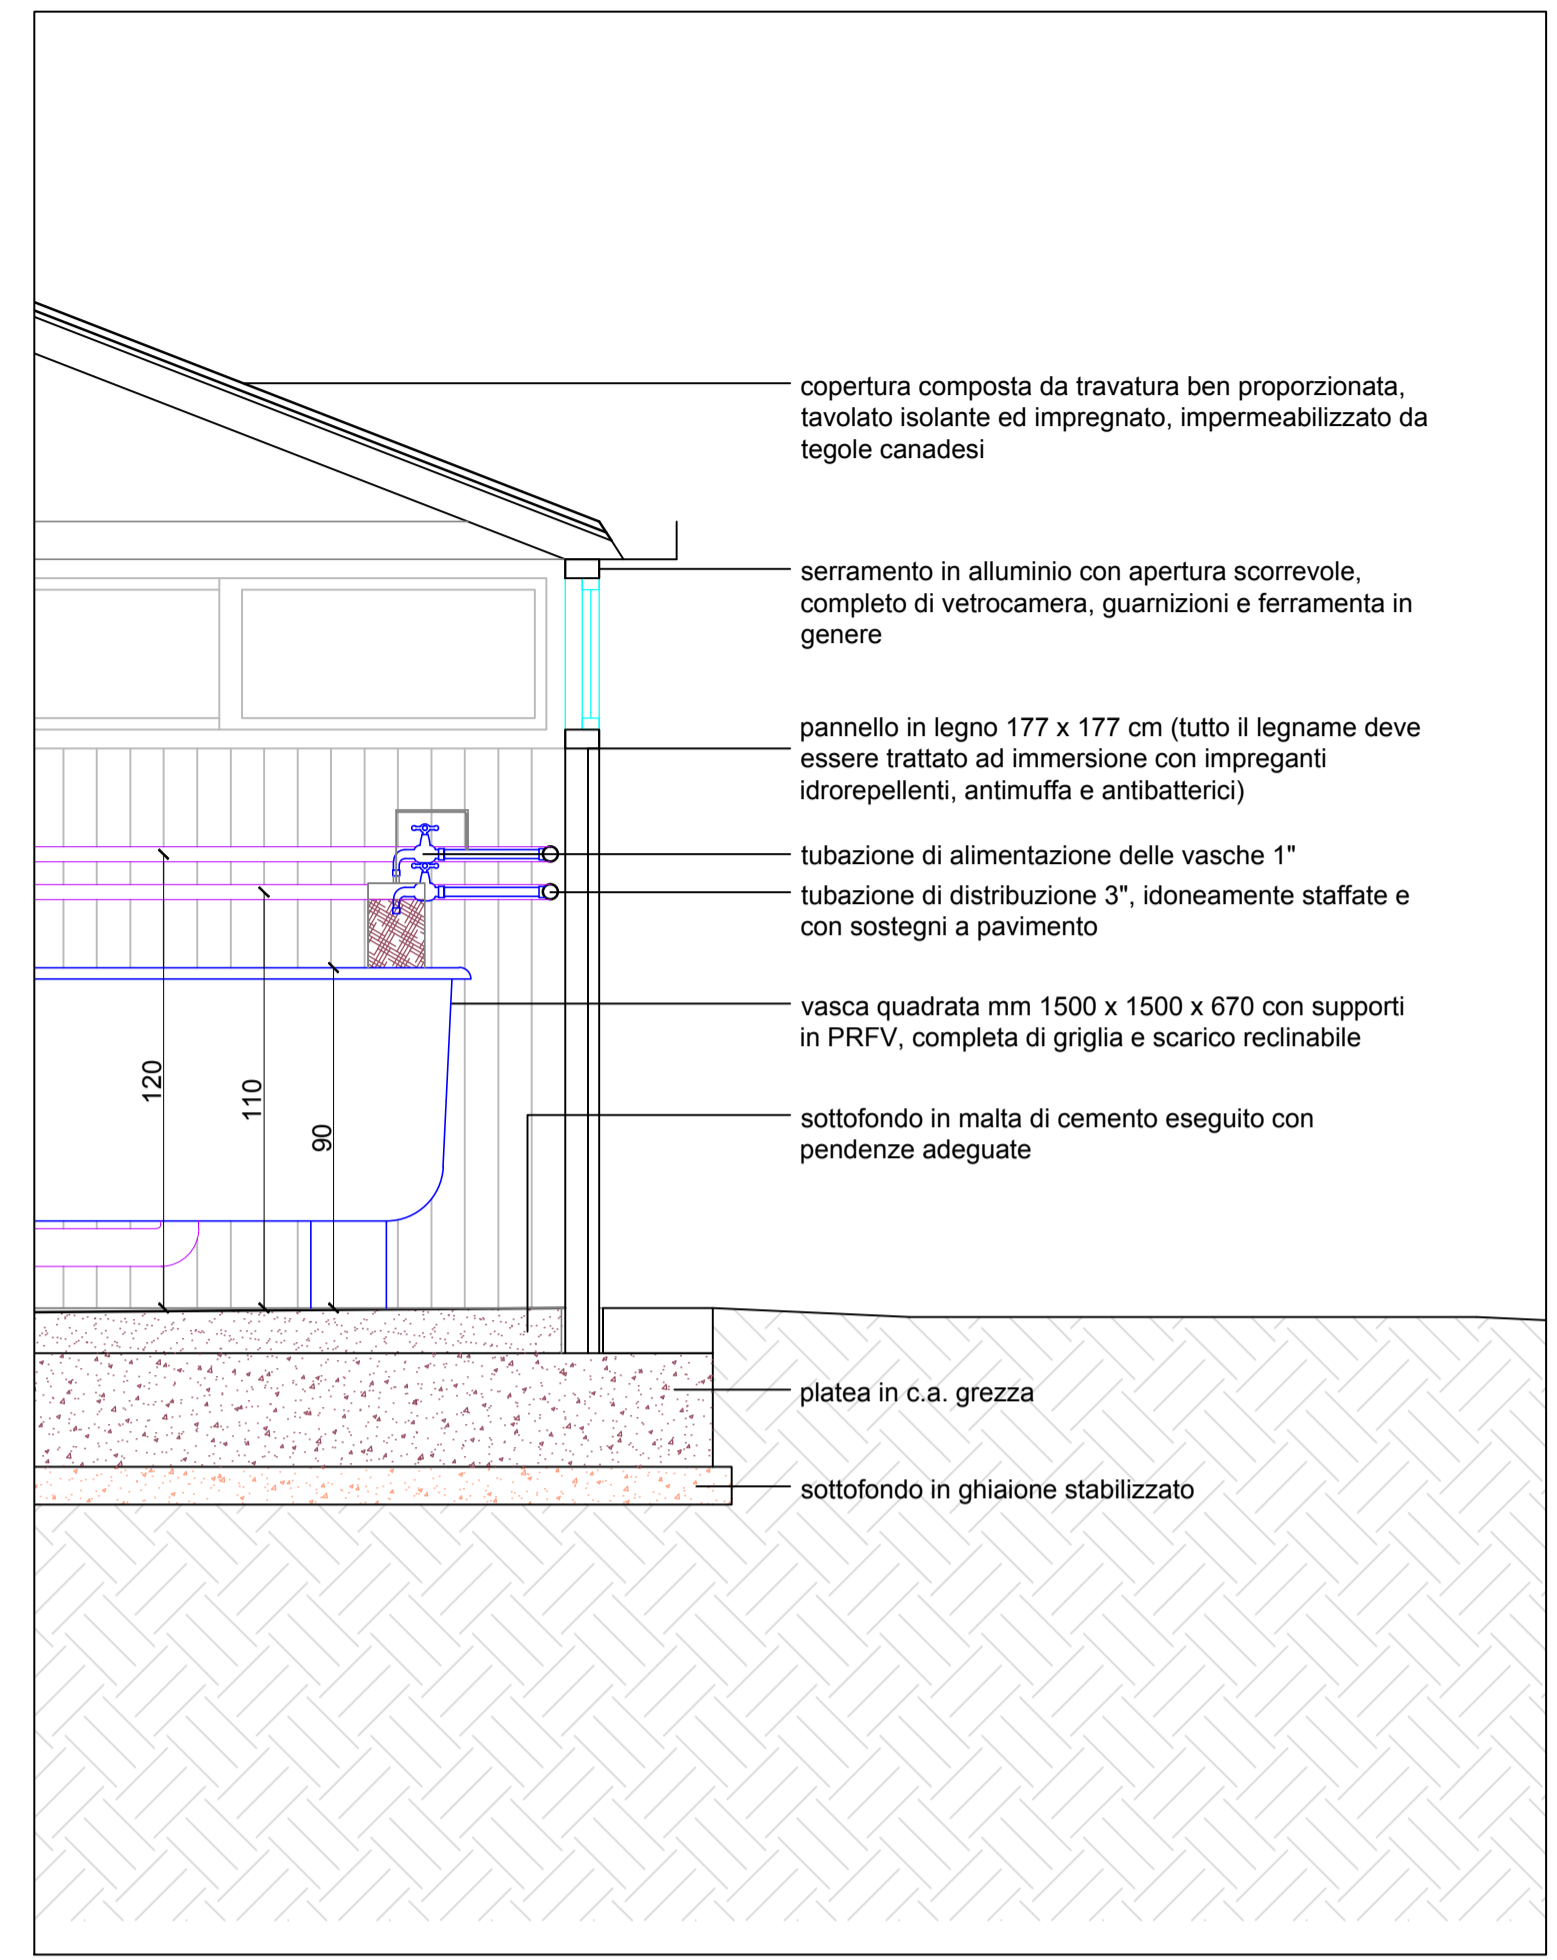 copertura composta da travatura ben proporzionata,
tavolato isolante ed impregnato, impermeabilizzato da
tegole canadesi
serramento in alluminio con apertura scorrevole,
completo di vetrocamera, guarnizioni e ferramenta in
genere
pannello in legno 177 x 177 cm (tutto il legname deve
essere trattato ad immersione con impreganti
idrorepellenti, antimuffa e antibatterici)
tubazione di alimentazione delle vasche 1"
tubazione di distribuzione 3", idoneamente staffate e
con sostegni a pavimento
vasca quadrata mm 1500 x 1500 x 670 con supporti
in PRFV, completa di griglia e scarico reclinabile
120
110
90
sottofondo in malta di cemento eseguito con
pendenze adeguate
platea in c.a. grezza
sottofondo in ghiaione stabilizzato